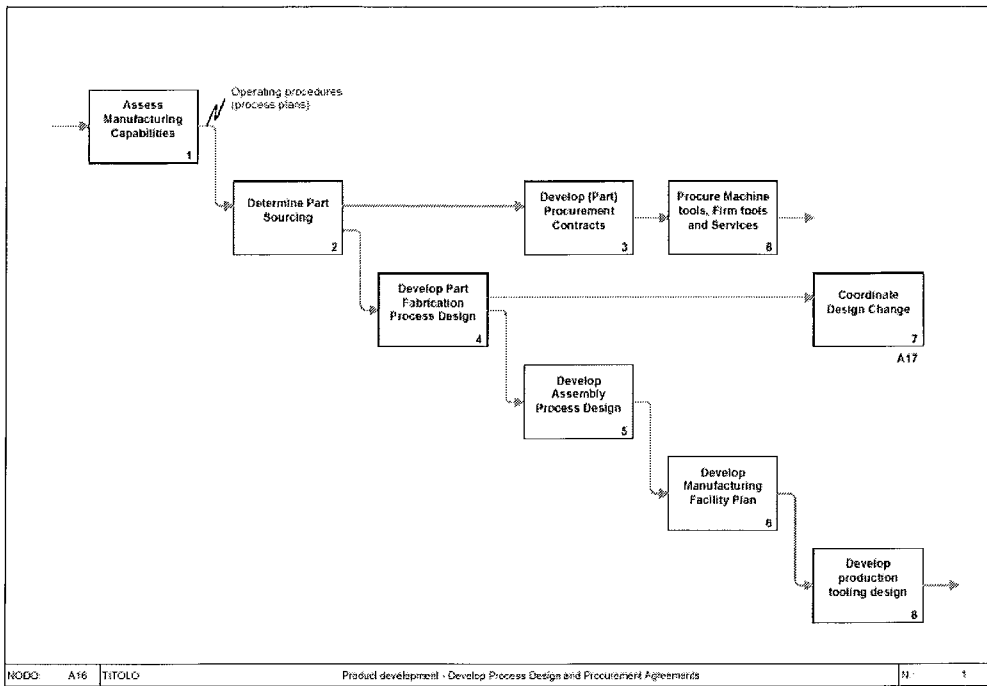 Operating procedures
(process plans)
Assess
Manufacturing
Capabilities
1
Determine Part
Sourcing
2
Develop (Part)
Procurement
Contracts
3
Procure Machine
tools, Firm tools
and Services
6
Develop Part
Fabrication
Process Design
4
Coordinate
Design Change
7
A17
Develop
Assembly
Process Design
5
Develop
Manufacturing
Facility Plan
6
Develop
production
tooling design
8
NODO: A16 TITOLO: Product development - Develop Process Design and Procurement Agreements N.: 1